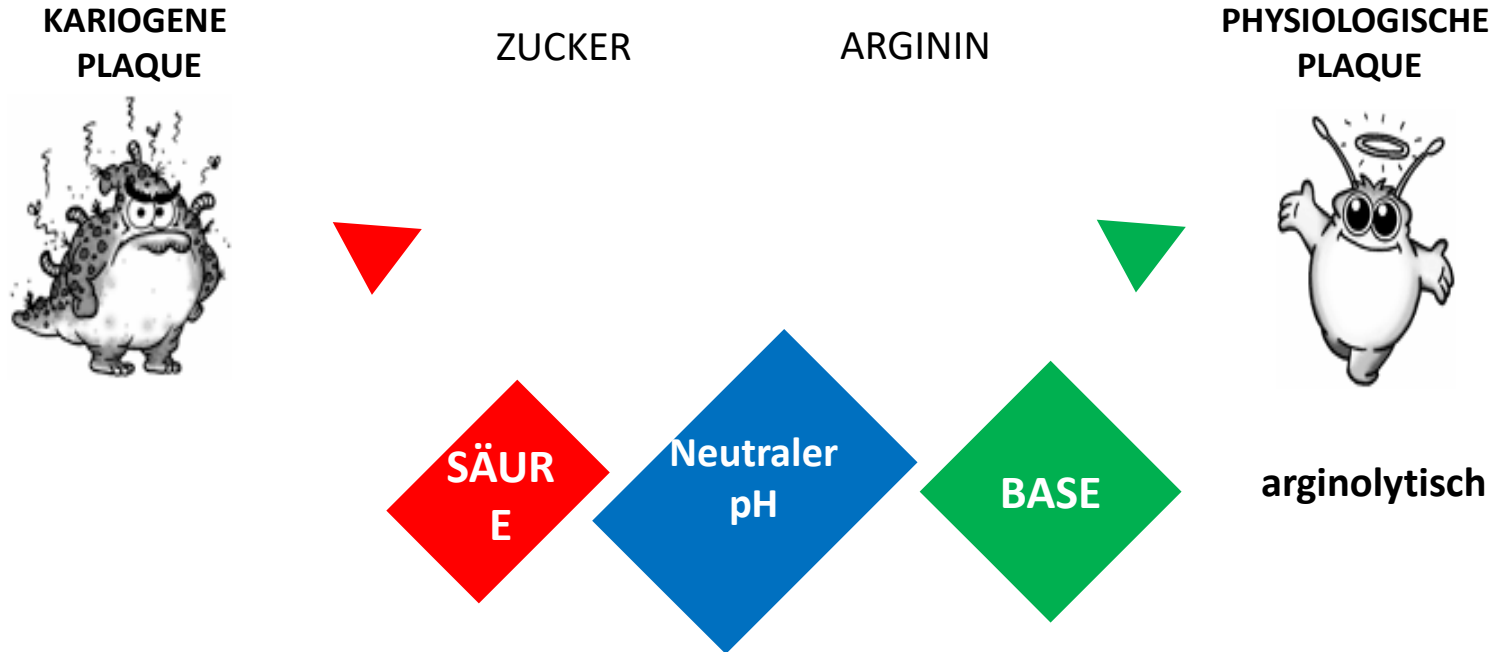 KARIOGENE
PLAQUE
ZUCKER
ARGININ
PHYSIOLOGISCHE
PLAQUE
SÄUR
E
Neutraler
pH
BASE
arginolytisch